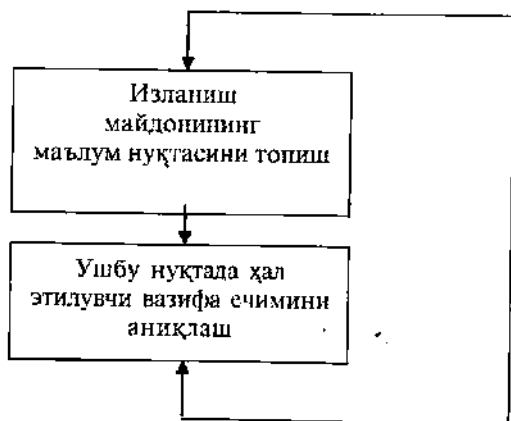 Изланиш
майдонининг
маълум нуқтасини топиш
Ушбу нуқтада ҳал
этилувчи вазифа ечимини
аниқлаш